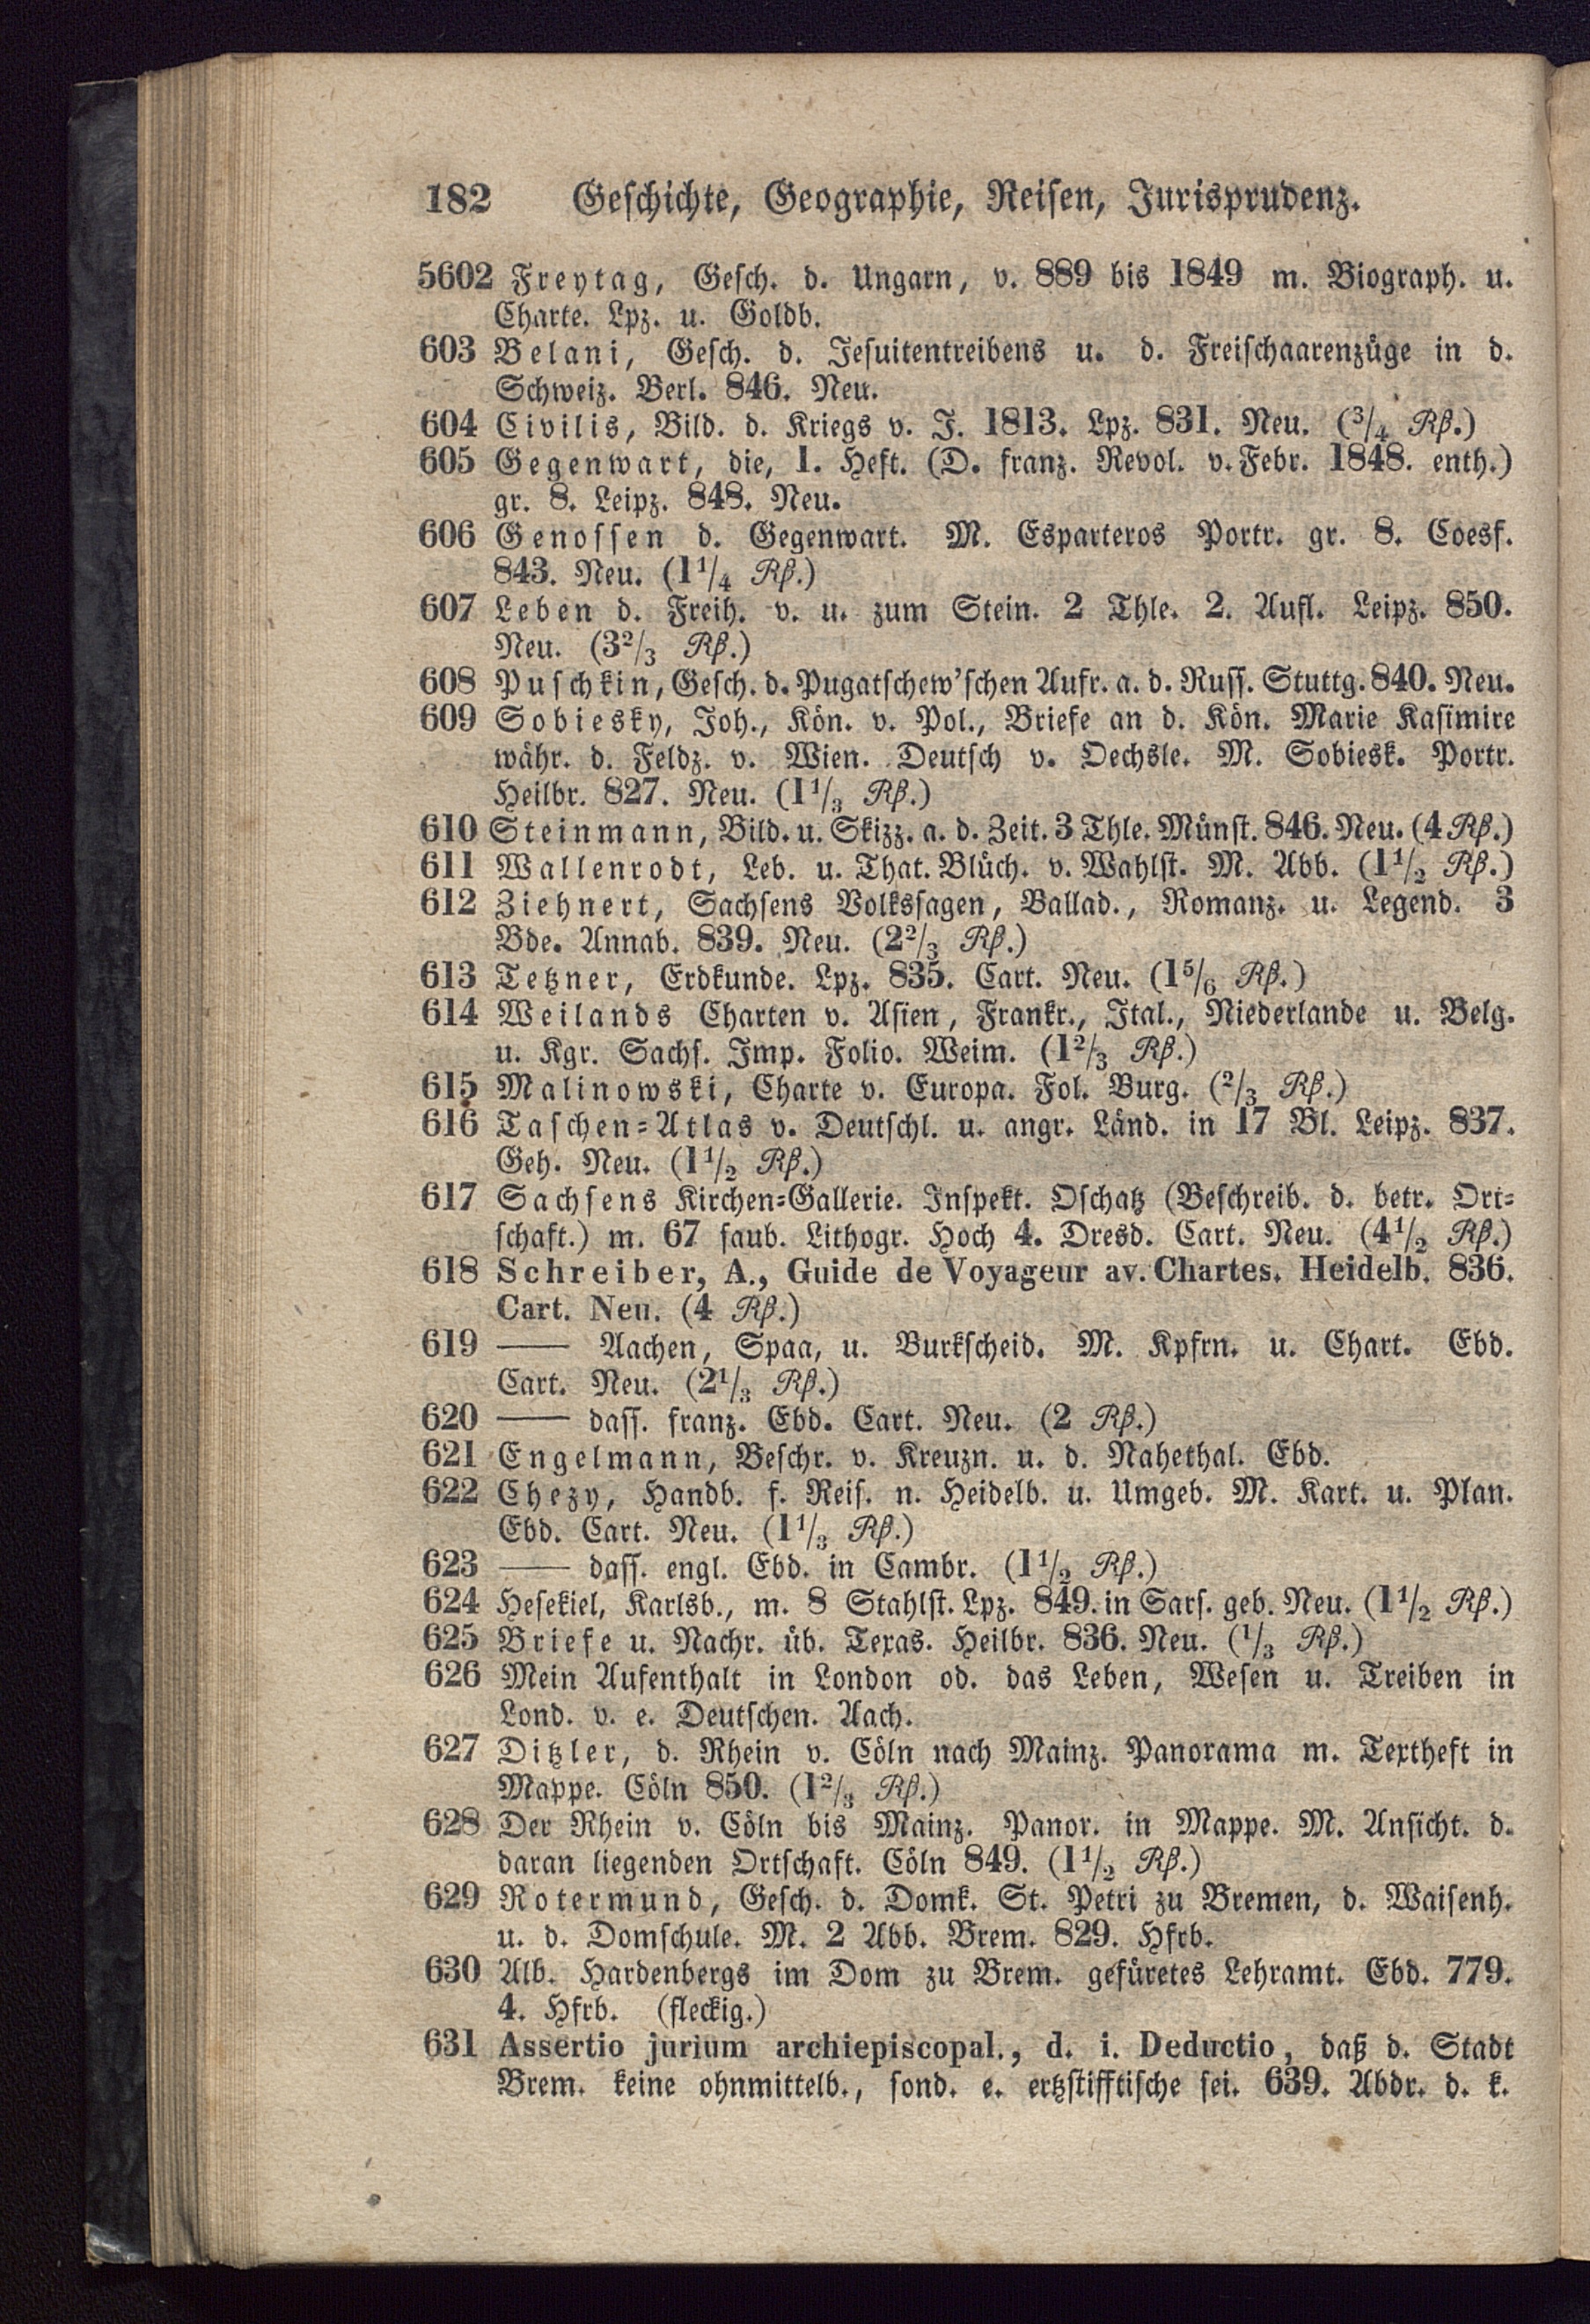 182 Geschichte, Geographie, Reisen, Jurisprudenz.
5602 Freytag, Gesch. d. Ungarn, v. 889 bis 1849 m. Biograph. u.
Charte. Lpz. u. Goldb.
603 Belani, Gesch. d. Jesuitentreibens u. d. Freischaarenzüge in d.
Schweiz. Berl. 846. Neu.
604 Civilis, Bild. d. Kriegs v. J. 1813. Lpz. 831. Neu. (3/4 Rß.)
605 Gegenwart, die, 1. Heft. (D. franz. Revol. v. Febr. 1848. enth.)
gr. 8. Leipz. 848. Neu.
606 Genossen d. Gegenwart. M. Esparteros Portr. gr. 8. Coesf.
843. Neu. (1 1/4 Rß.)
607 Leben d. Freih. v. u. zum Stein. 2 Thle. 2. Aufl. Leipz. 850.
Neu. (3 2/3 Rß.)
608 Puschkin, Gesch. d. Pugatschew'schen Aufr. a. d. Russ. Stuttg. 840. Neu.
609 Sobiesky, Joh., Kön. v. Pol., Briefe an d. Kön. Marie Kasimire
währ. d. Feldz. v. Wien. Deutsch v. Oechsle. M. Sobiesk. Portr.
Heilbr. 827. Neu. (1 1/3 Rß.)
610 Steinmann, Bild. u. Skizz. a. d. Zeit. 3 Thle. Münst. 846. Neu. (4 Rß.)
611 Wallenrodt, Leb. u. That. Blüch. v. Wahlst. M. Abb. (1 1/2 Rß.)
612 Ziehnert, Sachsens Volkssagen, Ballad., Romanz. u. Legend. 3
Bde. Annab. 839. Neu. (2 2/3 Rß.)
613 Tetzner, Erdkunde. Lpz. 835. Cart. Neu. (1 5/6 Rß.)
614 Weilands Charten v. Asien, Frankr., Ital., Niederlande u. Belg.
u. Kgr. Sachs. Imp. Folio. Weim. (1 2/3 Rß.)
615 Malinowski, Charte v. Europa. Fol. Burg. (2/3 Rß.)
616 Taschen-Atlas v. Deutschl. u. angr. Länd. in 17 Bl. Leipz. 837.
Geh. Neu. (1 1/2 Rß.)
617 Sachsens Kirchen-Gallerie. Inspekt. Oschatz (Beschreib. d. betr. Ort-
schaft.) m. 67 saub. Lithogr. Hoch 4. Dresd. Cart. Neu. (4 1/2 Rß.)
618 Schreiber, A., Guide de Voyageur av. Chartes. Heidelb. 836.
Cart. Neu. (4 Rß.)
619 —— Aachen, Spaa, u. Burkscheid. M. Kpfrn. u. Chart. Ebd.
Cart. Neu. (2 1/3 Rß.)
620 —— dass. franz. Ebd. Cart. Neu. (2 Rß.)
621 Engelmann, Beschr. v. Kreuzn. u. d. Nahethal. Ebd.
622 Chezy, Handb. f. Reis. n. Heidelb. u. Umgeb. M. Kart. u. Plan.
Ebd. Cart. Neu. (1 1/3 Rß.)
623 —— dass. engl. Ebd. in Cambr. (1 1/2 Rß.)
624 Hesekiel, Karlsb., m. 8 Stahlst. Lpz. 849. in Sars. geb. Neu. (1 1/2 Rß.)
625 Briefe u. Nachr. üb. Texas. Heilbr. 836. Neu. (1/3 Rß.)
626 Mein Aufenthalt in London od. das Leben, Wesen u. Treiben in
Lond. v. e. Deutschen. Aach.
627 Ditzler, d. Rhein v. Cöln nach Mainz. Panorama m. Textheft in
Mappe. Cöln 850. (1 2/3 Rß.)
628 Der Rhein v. Cöln bis Mainz. Panor. in Mappe. M. Ansicht. d.
daran liegenden Ortschaft. Cöln 849. (1 1/2 Rß.)
629 Rotermund, Gesch. d. Domk. St. Petri zu Bremen, d. Waisenh.
u. d. Domschule. M. 2 Abb. Brem. 829. Hfrb.
630 Alb. Hardenbergs im Dom zu Brem. gefüretes Lehramt. Ebd. 779.
4. Hfrb. (fleckig.)
631 Assertio jurium archiepiscopal., d. i. Deductio, daß d. Stadt
Brem. keine ohnmittelb., sond. e. ertzstifftische sei. 639. Abdr. d. k.